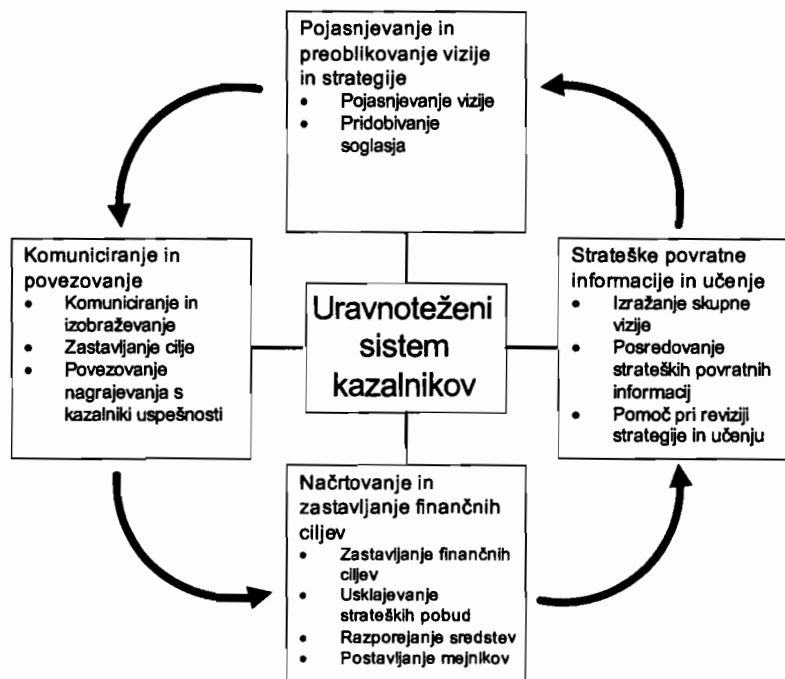 Pojasnjevanje in
preoblikovanje vizije
in strategije
• Pojasnjevanje vizije
• Pridobivanje
soglasja
Komuniciranje in
povezovanje
• Komuniciranje in
izobraževanje
• Zastavljanje cilje
• Povezovanje
nagrajevanja s
kazalniki uspešnosti
Uravnoteženi
sistem
kazalnikov
Strateške povratne
informacije in učenje
• Izražanje skupne
vizije
• Posredovanje
strateških povratnih
informacij
• Pomoč pri reviziji
strategije in učenju
Načrtovanje in
zastavljanje finančnih
ciljev
• Zastavljanje finančnih
ciljev
• Usklajevanje
strateških pobud
• Razporejanje sredstev
• Postavljanje mejnikov